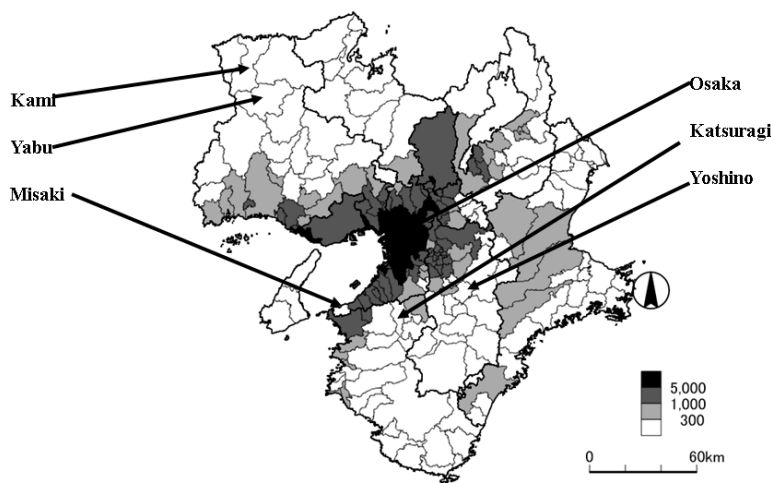 Kami
Yabu
Misaki
Osaka
Katsuragi
Yoshino
5,000
1,000
300
0 60km